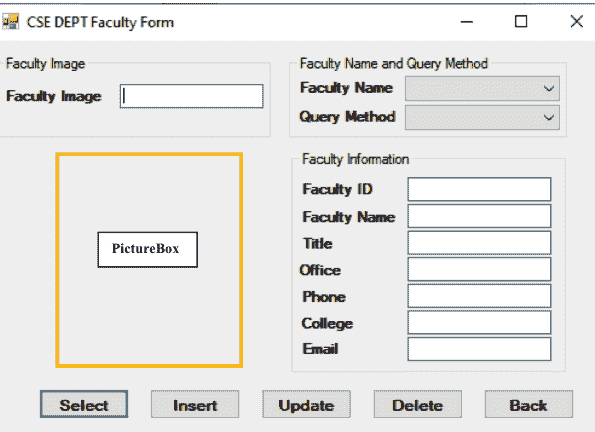 CSE DEPT Faculty Form
Faculty Image
Faculty Image
Faculty Name and Query Method
Faculty Name
Query Method
PictureBox
Faculty Information
Faculty ID
Faculty Name
Title
Office
Phone
College
Email
Select Insert Update Delete Back